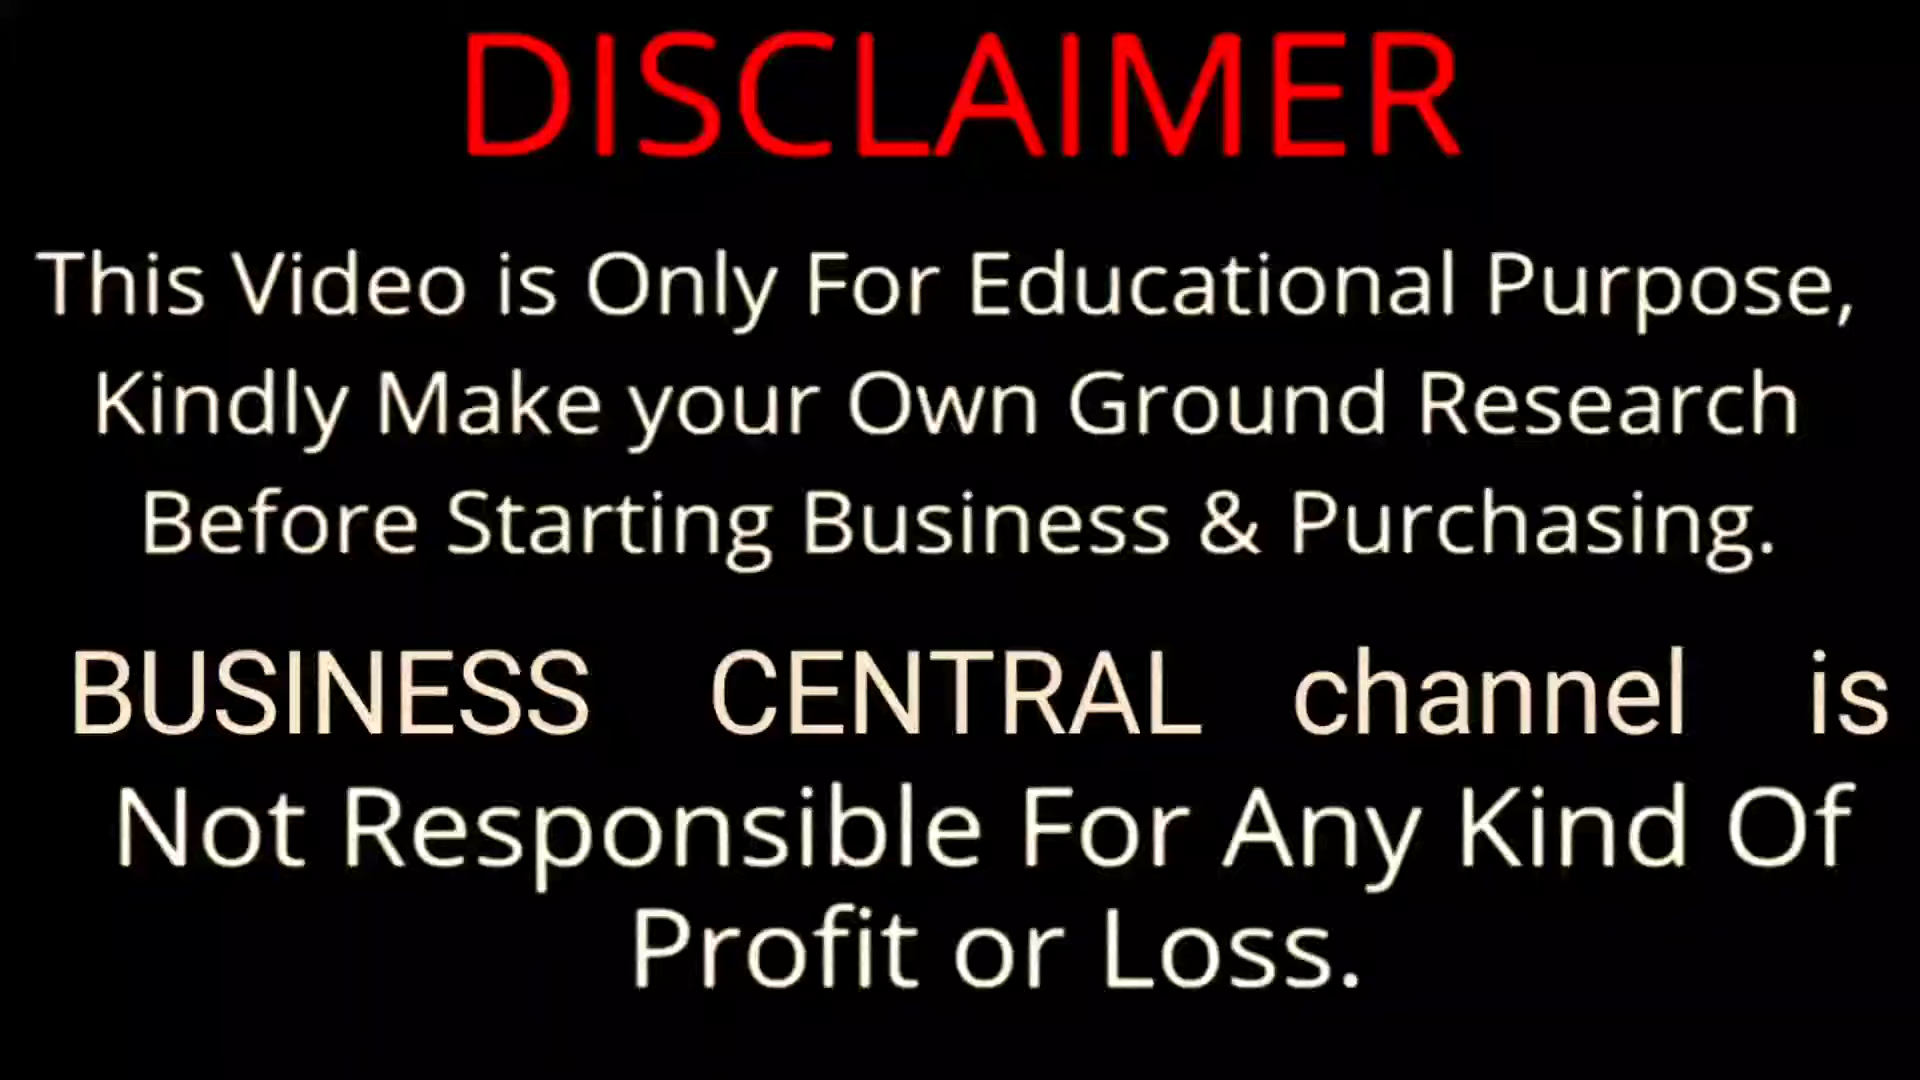 DISCLAIMER
This Video is Only For Educational Purpose,
Kindly Make your Own Ground Research
Before Starting Business & Purchasing.
BUSINESS CENTRAL channel is
Not Responsible For Any Kind Of
Profit or Loss.